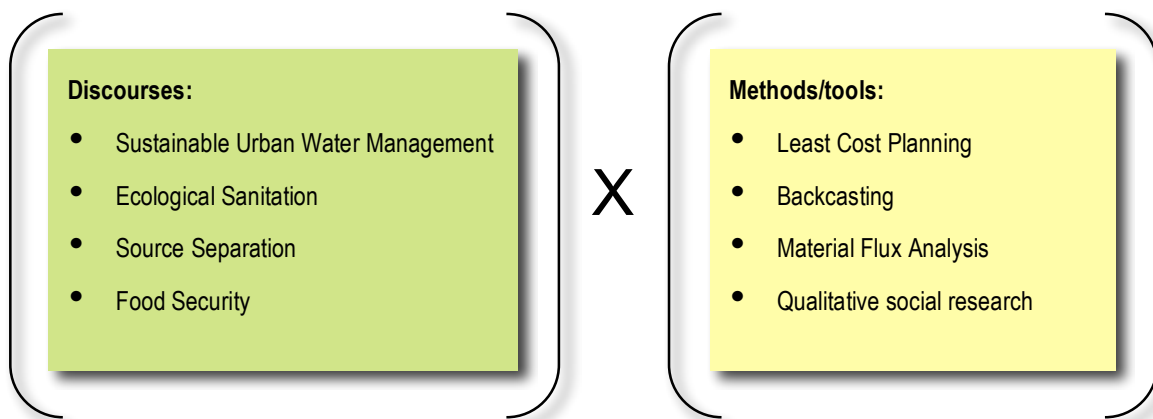 Discourses:
• Sustainable Urban Water Management
• Ecological Sanitation
• Source Separation
• Food Security
X
Methods/tools:
• Least Cost Planning
• Backcasting
• Material Flux Analysis
• Qualitative social research